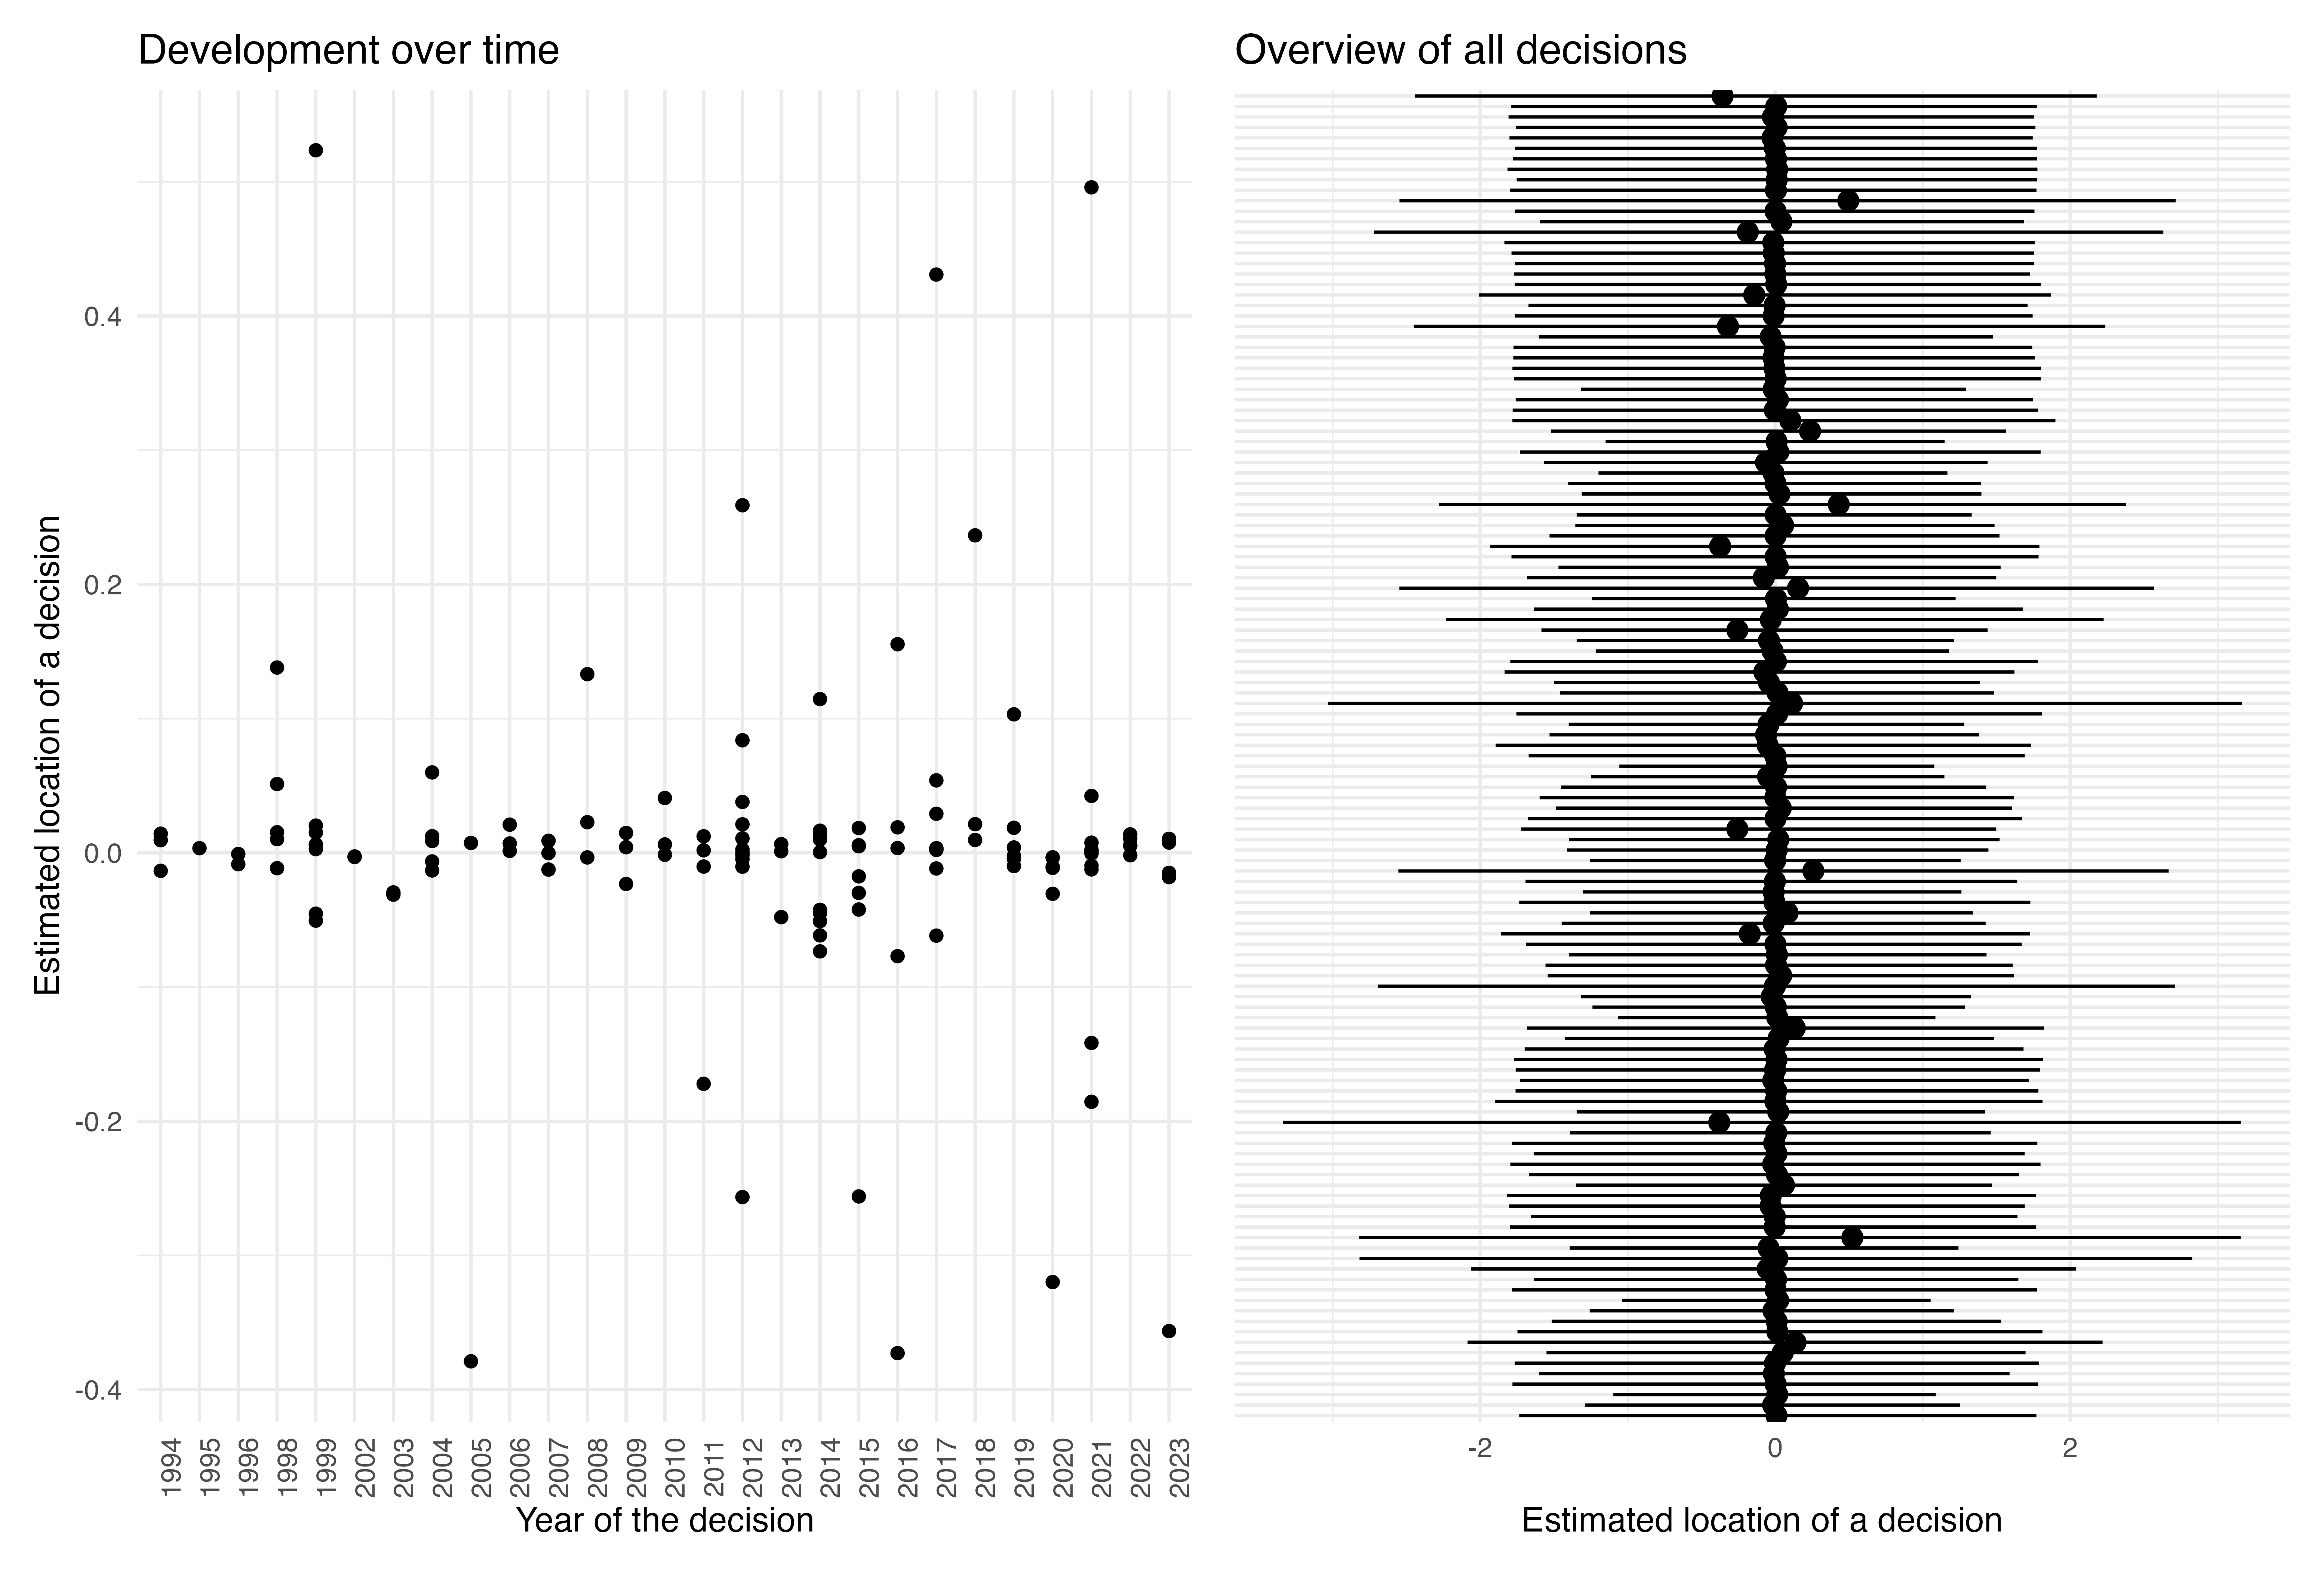 Development over time
Estimated location of a decision
0.4
0.2
0.0
-0.2
-0.4
1994 1995 1996 1998 1999 2002 2003 2004 2005 2006 2007 2008 2009 2010 2011 2012 2013 2014 2015 2016 2017 2018 2019 2020 2021 2022 2023
Year of the decision
Overview of all decisions
-2 0 2
Estimated location of a decision